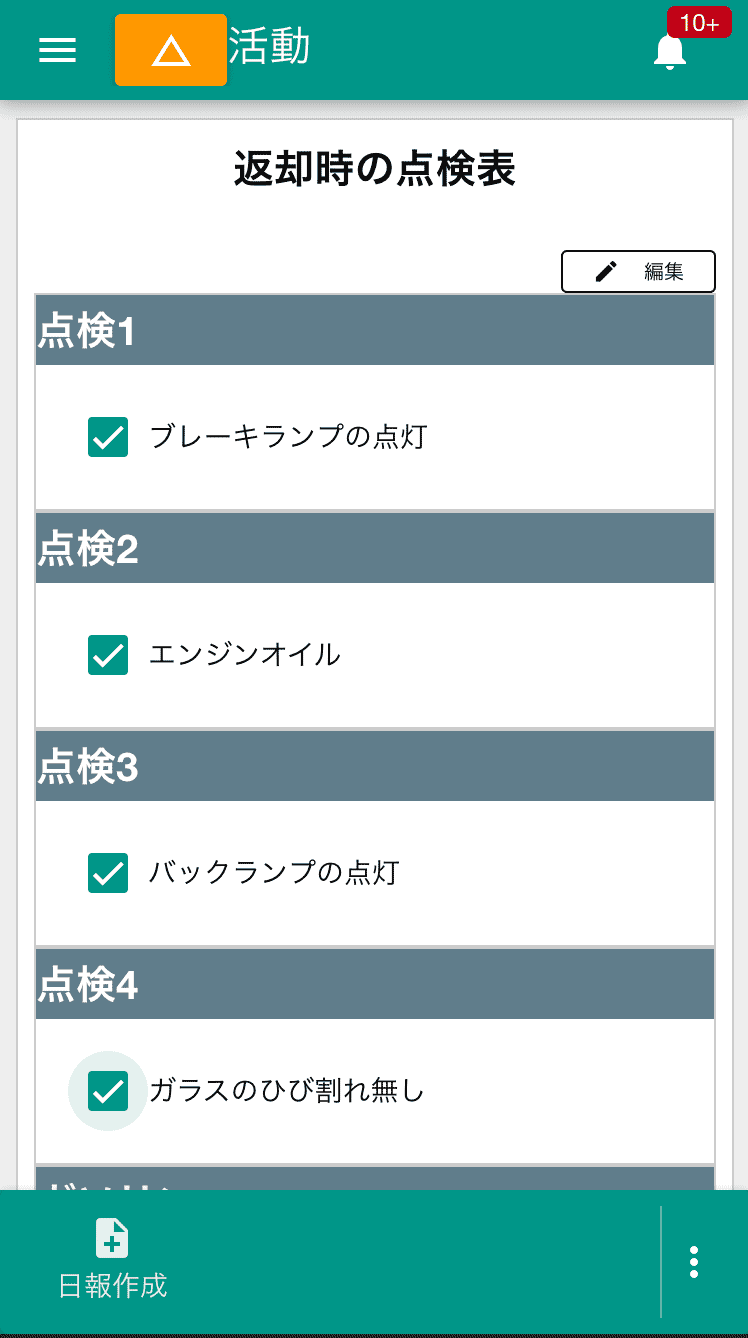 活動
10+
返却時の点検表
編集
点検1
ブレーキランプの点灯
点検2
エンジンオイル
点検3
バックランプの点灯
点検4
ガラスのひび割れ無し
日報作成